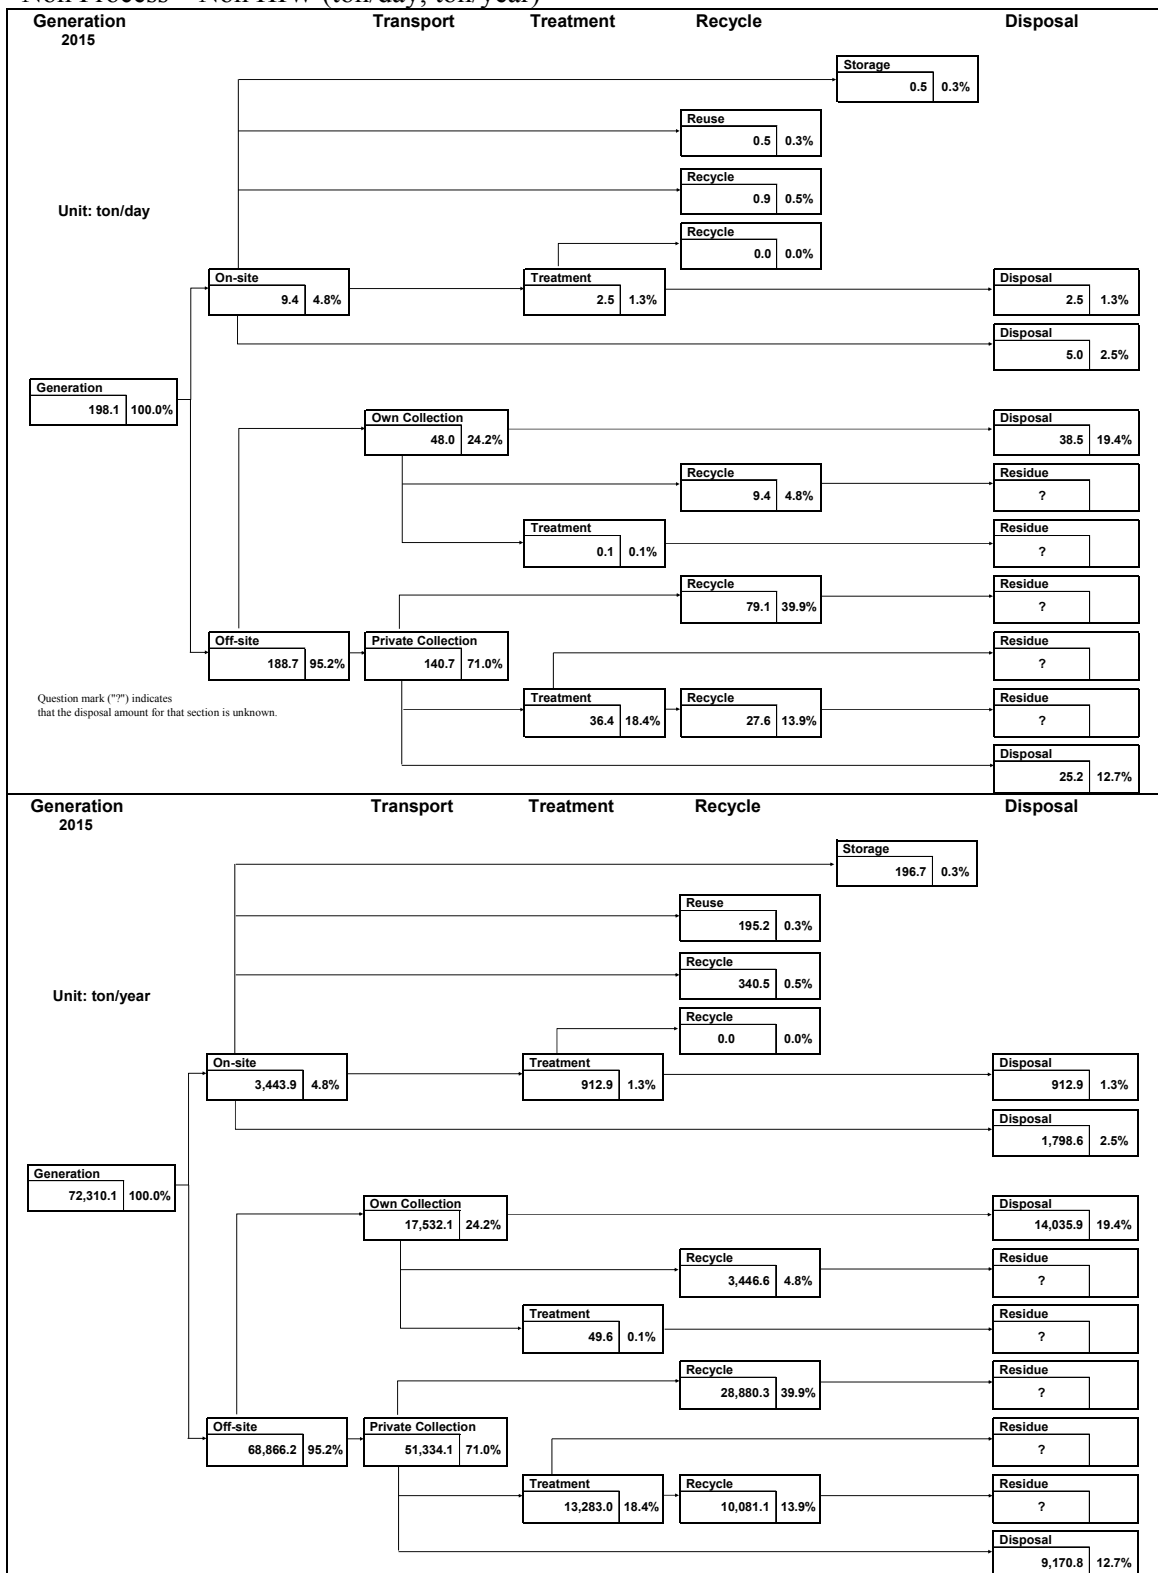 Non Process – Non HIW (ton/day, ton/year)
Generation Transport Treatment Recycle Disposal
2015
Storage
0.5 0.3%
Reuse
0.5 0.3%
Recycle
0.9 0.5%
Unit: ton/day
Recycle
0.0 0.0%
On-site Treatment Disposal
9.4 4.8% 2.5 1.3% 2.5 1.3%
Disposal
5.0 2.5%
Generation
198.1 100.0%
Own Collection Disposal
48.0 24.2% 38.5 19.4%
Recycle Residue
9.4 4.8% ?
Treatment Residue
0.1 0.1% ?
Recycle Residue
79.1 39.9% ?
Off-site Private Collection Residue
188.7 95.2% 140.7 71.0% ?
Question mark ("?") indicates
that the disposal amount for that section is unknown.
Treatment Recycle Residue
36.4 18.4% 27.6 13.9% ?
Disposal
25.2 12.7%
Generation Transport Treatment Recycle Disposal
2015
Storage
196.7 0.3%
Reuse
195.2 0.3%
Recycle
340.5 0.5%
Unit: ton/year
Recycle
0.0 0.0%
On-site Treatment Disposal
3,443.9 4.8% 912.9 1.3% 912.9 1.3%
Disposal
1,798.6 2.5%
Generation
72,310.1 100.0%
Own Collection Disposal
17,532.1 24.2% 14,035.9 19.4%
Recycle Residue
3,446.6 4.8% ?
Treatment Residue
49.6 0.1% ?
Recycle Residue
28,880.3 39.9% ?
Off-site Private Collection Residue
68,866.2 95.2% 51,334.1 71.0% ?
Treatment Recycle Residue
13,283.0 18.4% 10,081.1 13.9% ?
Disposal
9,170.8 12.7%